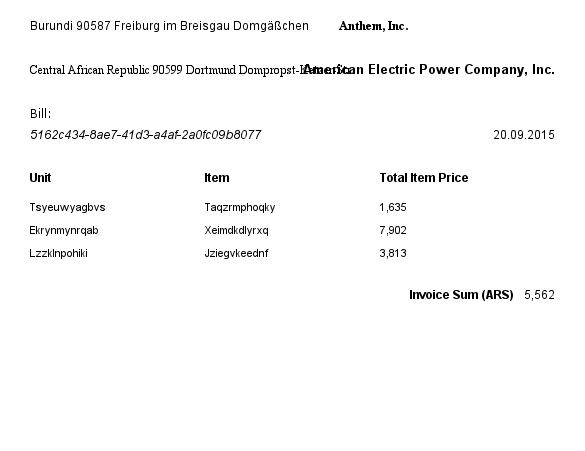 Burundi 90587 Freiburg im Breisgau Domgäßchen Anthem, Inc.
Central African Republic 90599 Dortmund American Electric Power Company, Inc.
Bill:
5162c434-8ae7-41d3-a4af-2a0fc09b8077 20.09.2015
Unit Item Total Item Price
Tsyeuwyagbvs Taqzrmphoqky 1,635
Ekrynmynrqab Xeimdkdlyrxq 7,902
Lzzklnpohiki Jziegvkeednf 3,813
Invoice Sum (ARS) 5,562